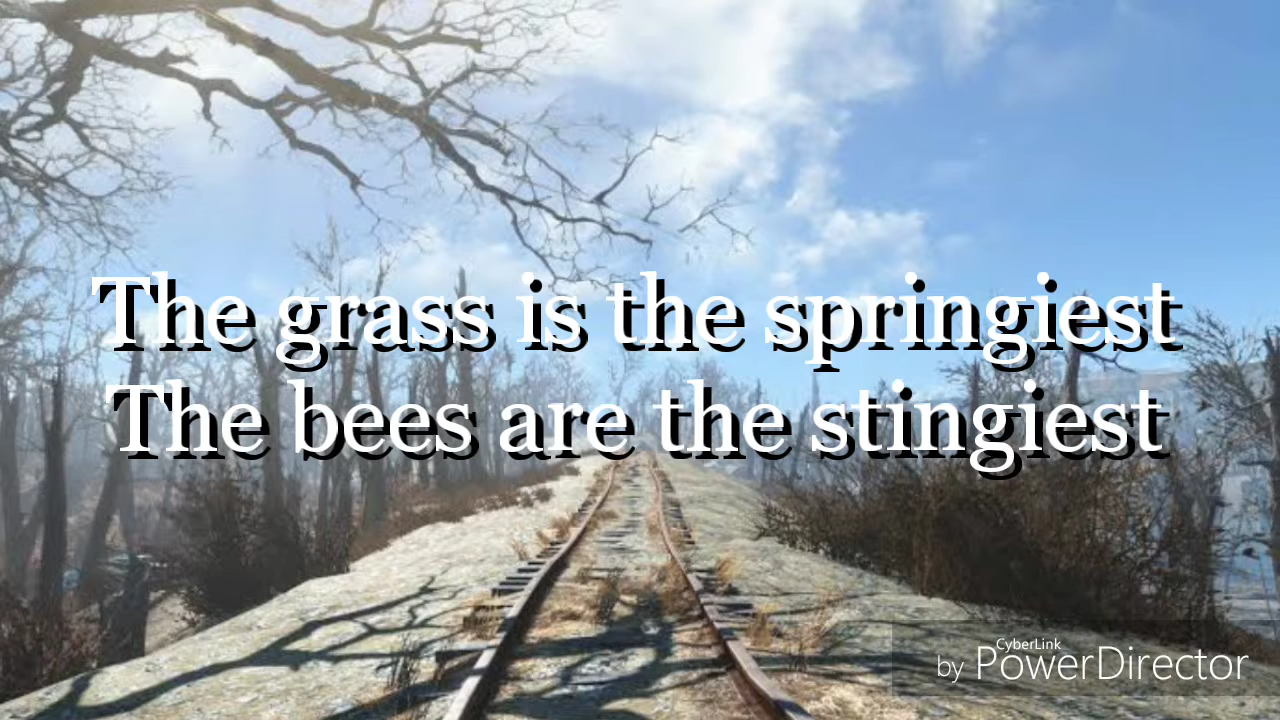 The grass is the springiest
The bees are the stingiest
CyberLink
by PowerDirector